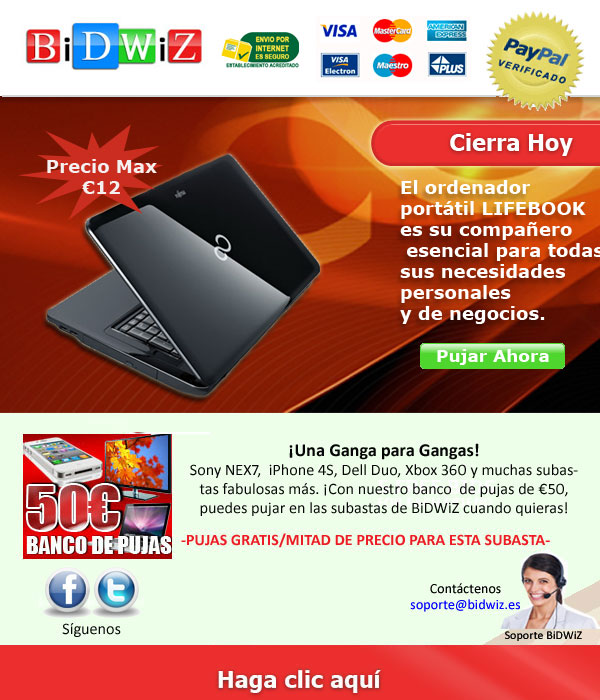 BiDWiZ
ENVIO POR
INTERNET
ES SEGURO
ESTABLECIMIENTO ACREDITADO
VISA
MasterCard
AMERICAN
EXPRESS
VISA
Electron
Maestro
PLUS
PayPal
VERIFICADO
Precio Max
€12
Cierra Hoy
El ordenador
portátil LIFEBOOK
es su compañero
esencial para todas
sus necesidades
personales
y de negocios.
Pujar Ahora
FUJITSU
50€
BANCO DE PUJAS
¡Una Ganga para Gangas!
Sony NEX7, iPhone 4S, Dell Duo, Xbox 360 y muchas subas-
tas fabulosas más. ¡Con nuestro banco de pujas de €50,
puedes pujar en las subastas de BiDWiZ cuando quieras!
-PUJAS GRATIS/MITAD DE PRECIO PARA ESTA SUBASTA-
Síguenos
Contáctenos
soporte@bidwiz.es
Soporte BiDWiZ
Haga clic aquí